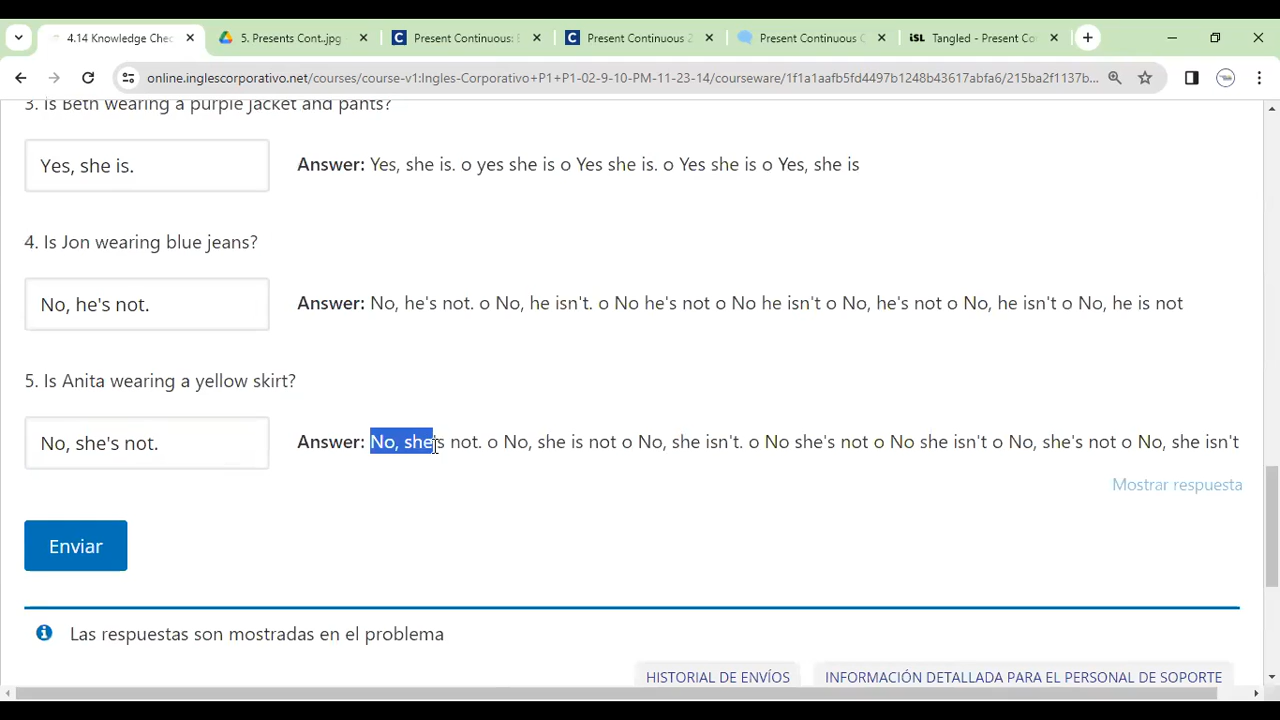 4.14 Knowledge Chec
5. Presents Cont.jpg
Present Continuous: E
Present Continuous 2
Present Continuous C
iSL Tangled - Present Co
online.inglescorporativo.net/courses/course-v1:Ingles-Corporativo+P1+P1-02-9-10-PM-11-23-14/courseware/1f1a1aafb5fd4497b1248b43617abfa6/215ba2f1137b...
3. Is Beth wearing a purple jacket and pants?
Yes, she is.
Answer: Yes, she is. o yes she is o Yes she is. o Yes she is o Yes, she is
4. Is Jon wearing blue jeans?
No, he's not.
Answer: No, he's not. o No, he isn't. o No he's not o No he isn't o No, he's not o No, he isn't o No, he is not
5. Is Anita wearing a yellow skirt?
No, she's not.
Answer: No, she's not. o No, she is not o No, she isn't. o No she's not o No she isn't o No, she's not o No, she isn't
Mostrar respuesta
Enviar
Las respuestas son mostradas en el problema
HISTORIAL DE ENVÍOS
INFORMACIÓN DETALLADA PARA EL PERSONAL DE SOPORTE